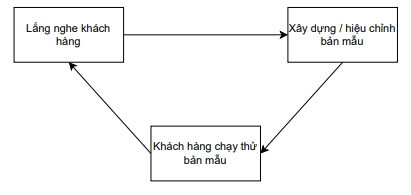 Lắng nghe khách
hàng
Xây dựng / hiệu chỉnh
bản mẫu
Khách hàng chạy thử
bản mẫu